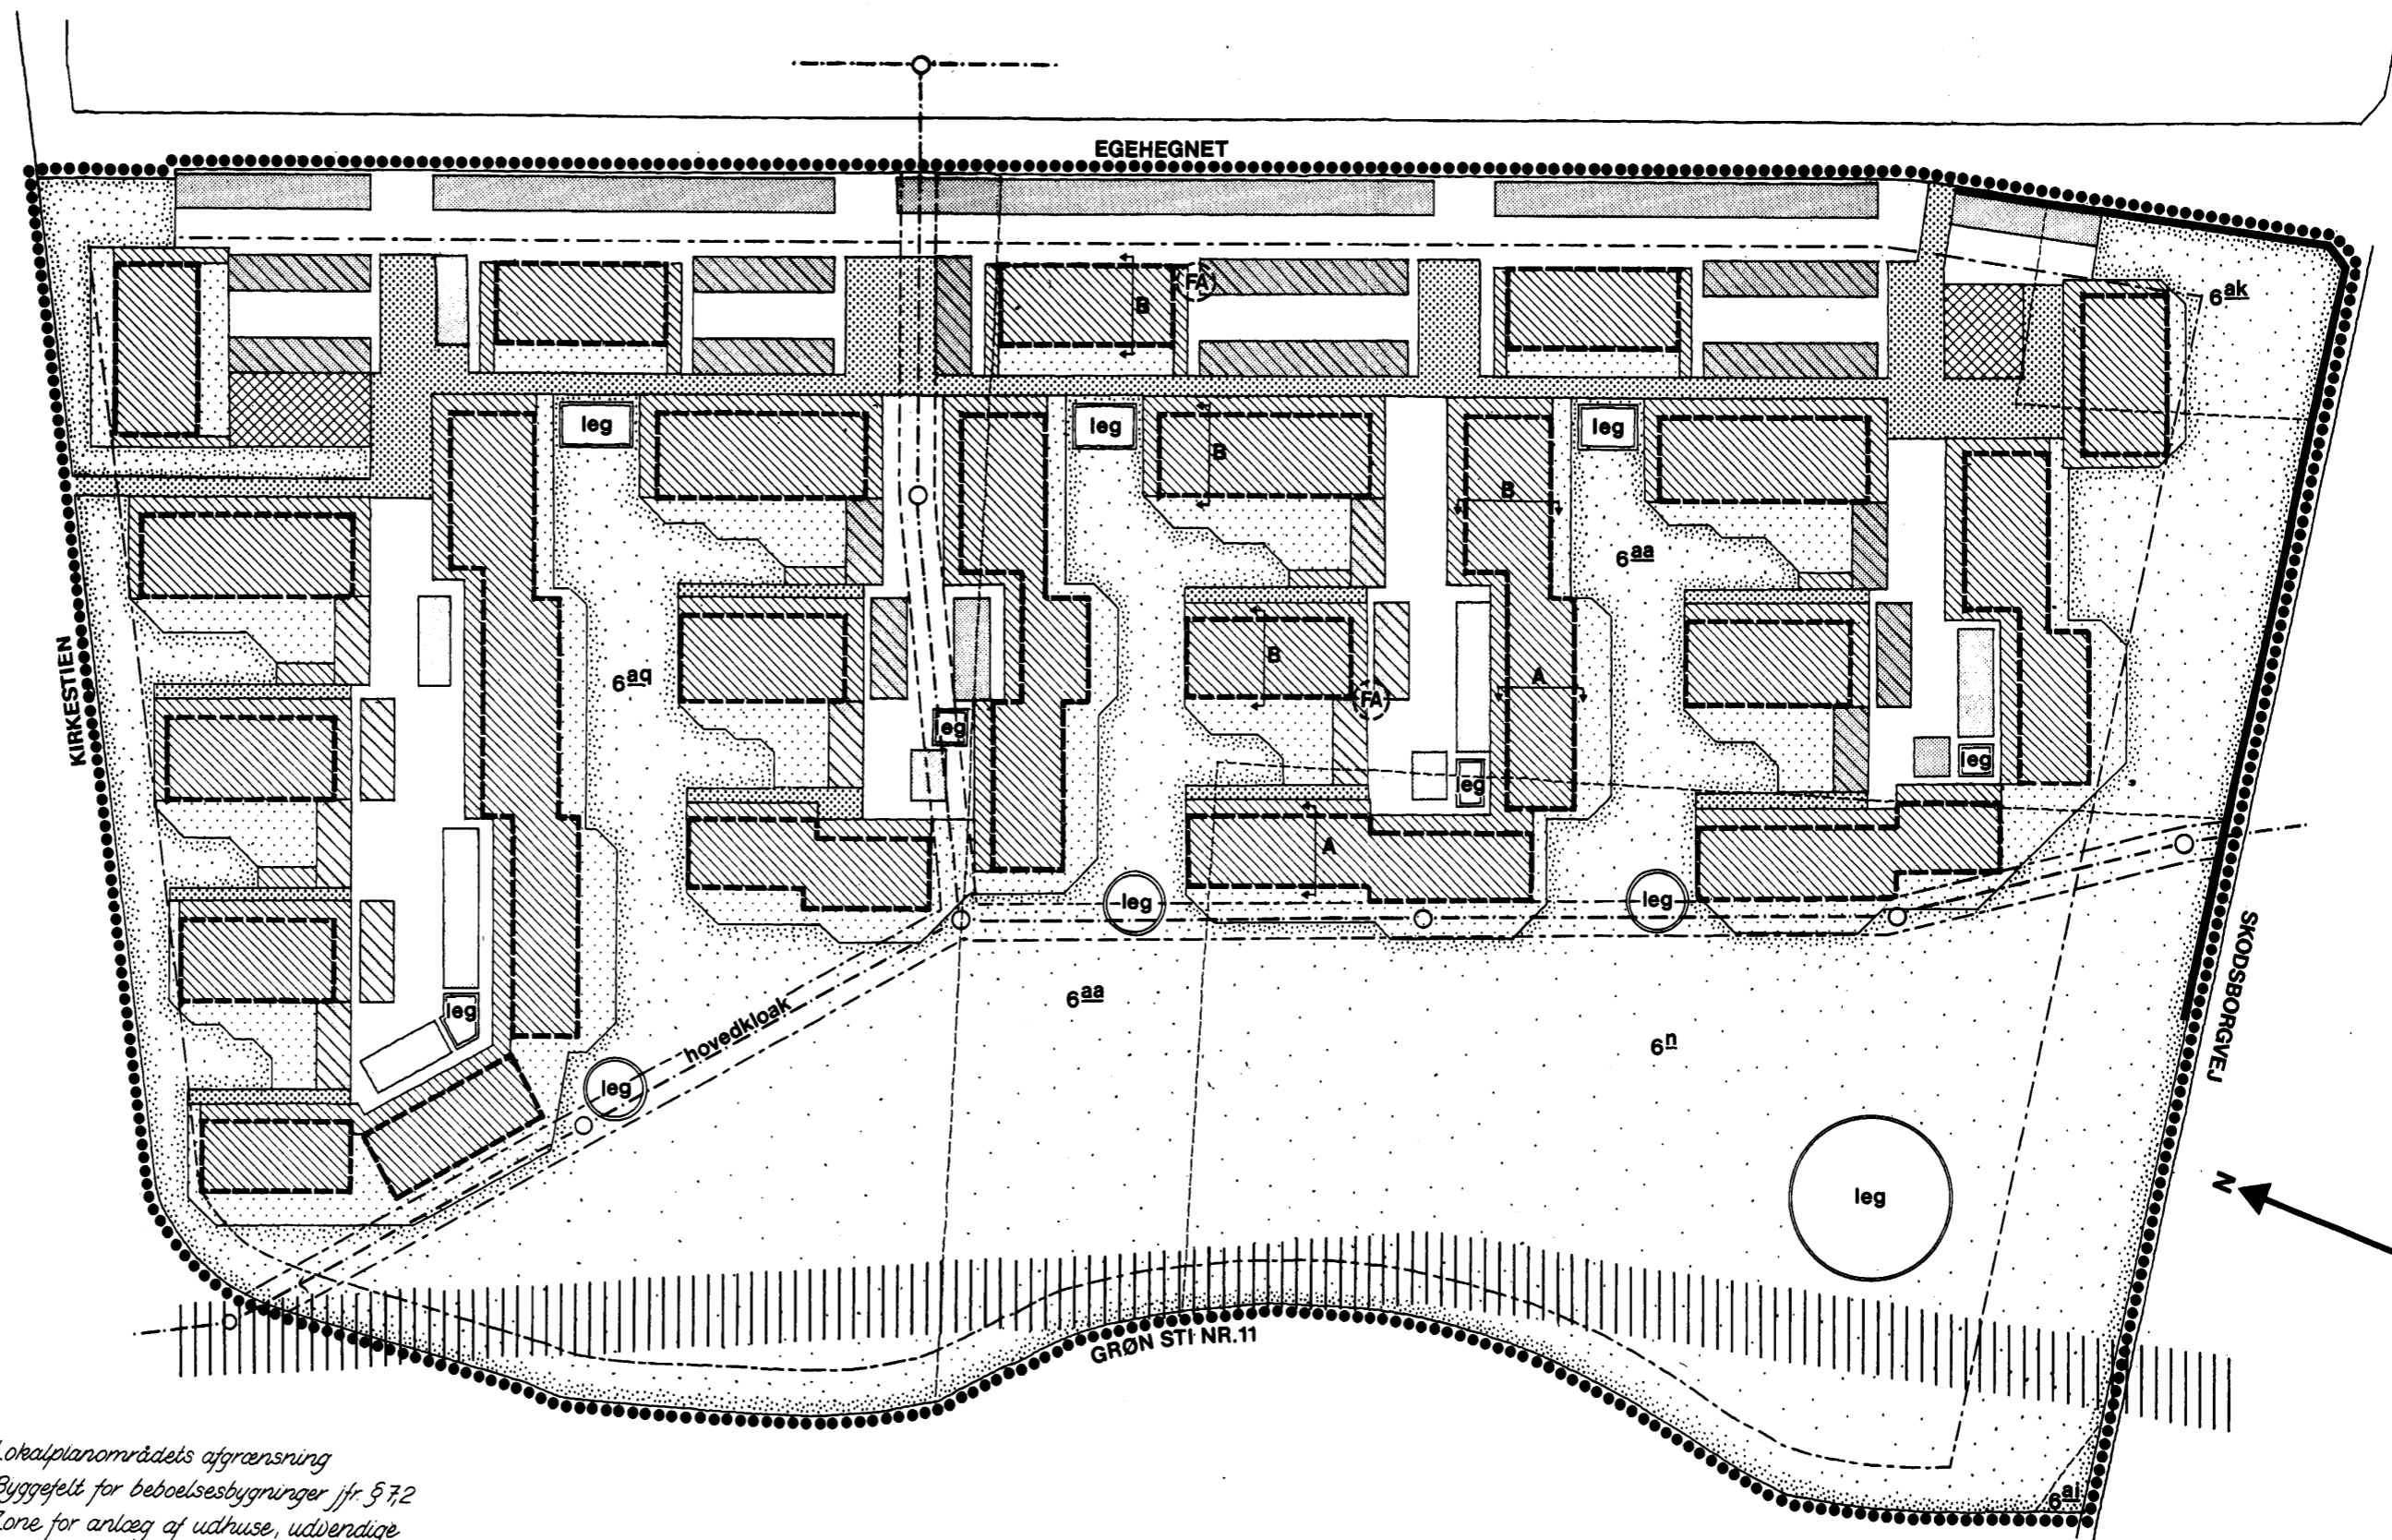 EGEHEGNET
6ak
FA
B
leg
leg
leg
B
B
6aa
KIRKESTIEN
6aq
B
A
FA
leg
leg
leg
A
leg
leg
SKODSBORGVEJ
6aa
hovedkloak
leg
6n
leg
leg
N
GRØN STI NR.11
Lokalplanområdets afgrænsning
Byggefelt for beboelsesbygninger jfr. § 7,2
Zone for anlæg af udhuse, udvendige